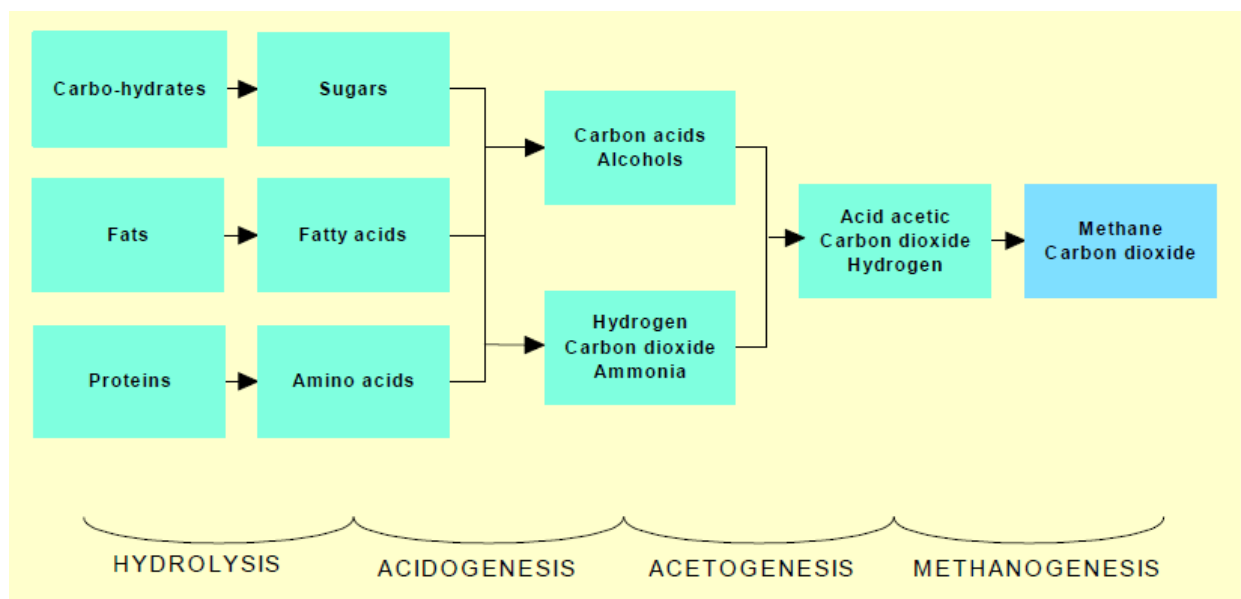 Carbo-hydrates
Sugars
Carbon acids
Alcohols
Fats
Fatty acids
Acid acetic
Carbon dioxide
Hydrogen
Methane
Carbon dioxide
Hydrogen
Carbon dioxide
Ammonia
Proteins
Amino acids
HYDROLYSIS
ACIDOGENESIS
ACETOGENESIS
METHANOGENESIS